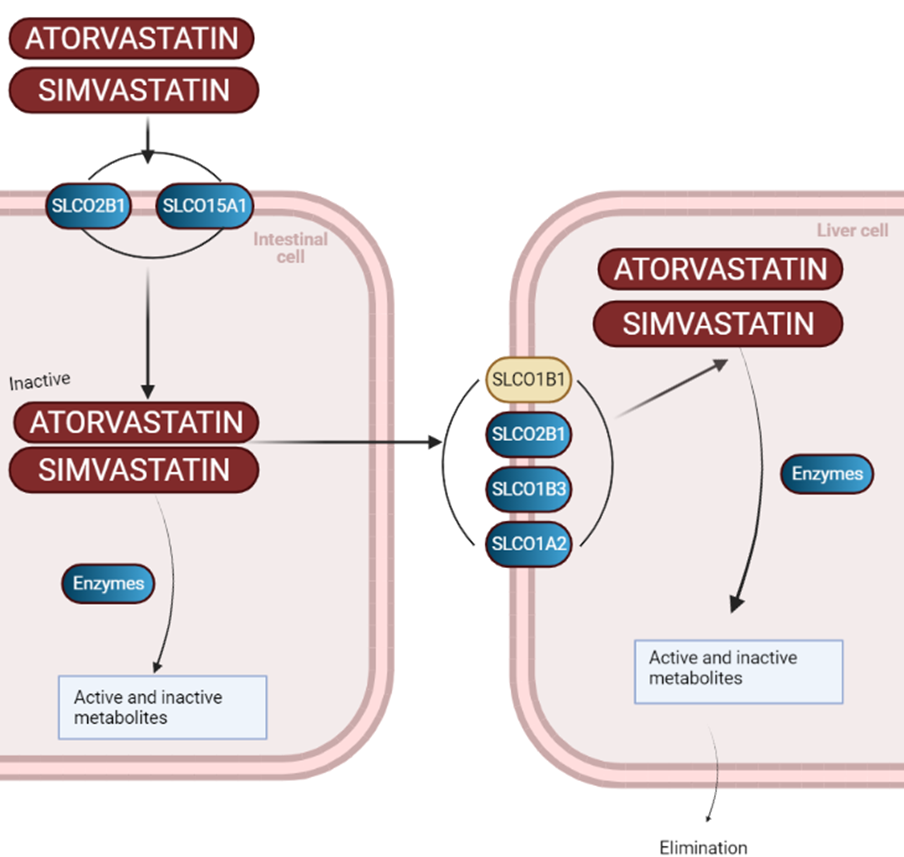 ATORVASTATIN
SIMVASTATIN
SLCO2B1
SLCO15A1
Intestinal
cell
Inactive
ATORVASTATIN
SIMVASTATIN
Enzymes
Active and inactive
metabolites
Liver cell
ATORVASTATIN
SIMVASTATIN
SLCO1B1
SLCO2B1
SLCO1B3
SLCO1A2
Enzymes
Active and inactive
metabolites
Elimination